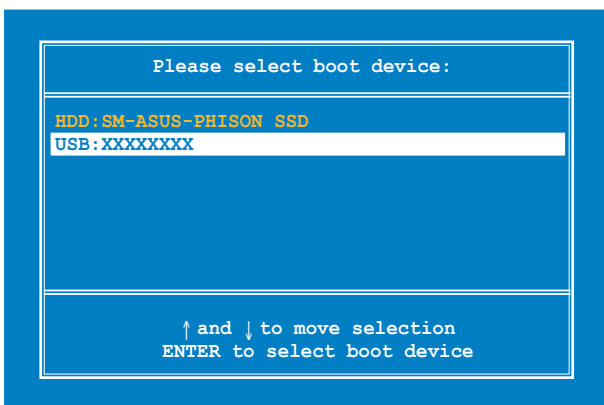 Please select boot device:
HDD:SM-ASUS-PHISON SSD
USB:XXXXXXXX
↑ and ↓ to move selection
ENTER to select boot device